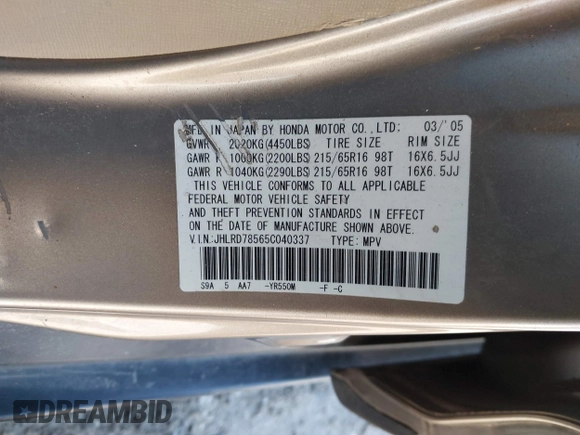 MFD. IN JAPAN BY HONDA MOTOR CO.,LTD: 03/'05
GVWR F 2020KG(4450LBS) TIRE SIZE RIM SIZE
GAWR F 1000KG(2200LBS) 215/65R16 98T 16X6.5JJ
GAWR R 1040KG(2290LBS) 215/65R16 98T 16X6.5JJ
THIS VEHICLE CONFORMS TO ALL APPLICABLE
FEDERAL MOTOR VEHICLE SAFETY
AND THEFT PREVENTION STANDARDS IN EFFECT
ON THE DATE OF MANUFACTURE SHOWN ABOVE.
V.I.N:JHLRD78565C040337 TYPE: MPV
S9A 5 AA7 -YR550M -F -C
DREAMBID